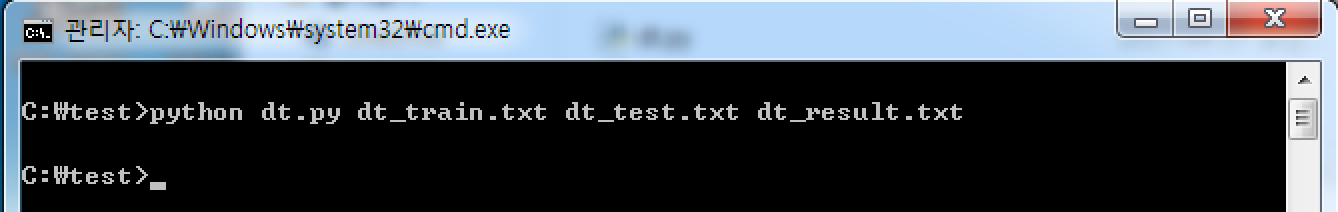 관리자: C:₩Windows₩system32₩cmd.exe
C:₩test>python dt.py dt_train.txt dt_test.txt dt_result.txt
C:₩test>_